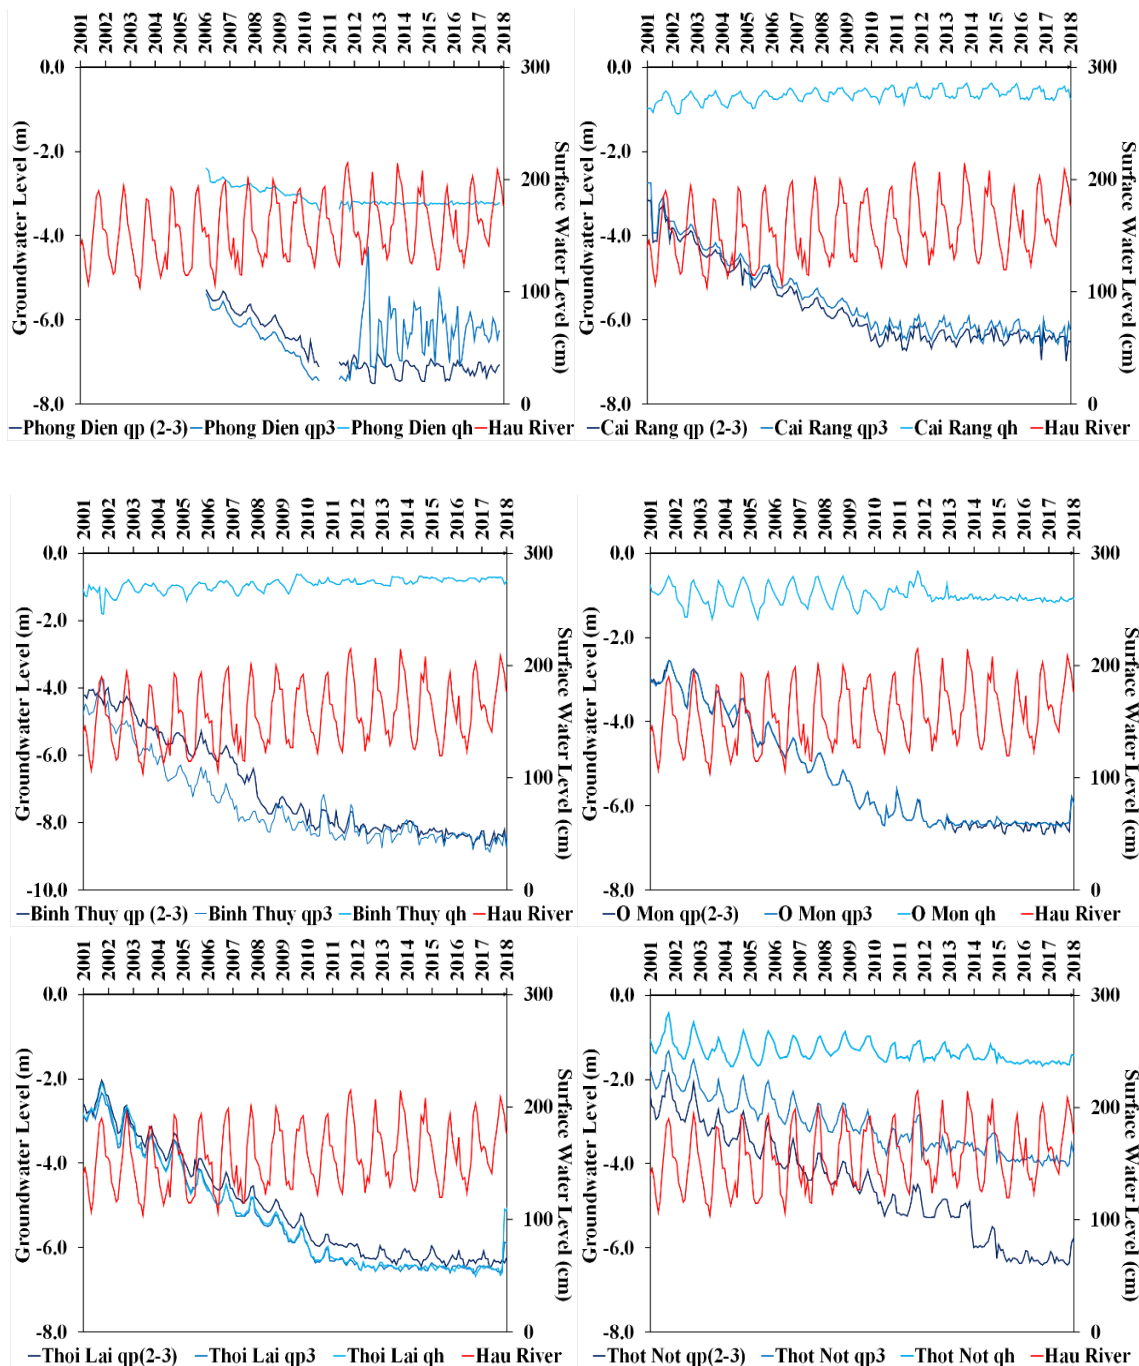 2001 2002 2003 2004 2005 2006 2007 2008 2009 2010 2011 2012 2013 2014 2015 2016 2017 2018
Groundwater Level (m)
0.0
-2.0
-4.0
-6.0
-8.0
300
200
100
0
Surface Water Level (cm)
Phong Dien qp (2-3) Phong Dien qp3 Phong Dien qh Hau River
2001 2002 2003 2004 2005 2006 2007 2008 2009 2010 2011 2012 2013 2014 2015 2016 2017 2018
Groundwater Level (m)
0.0
-2.0
-4.0
-6.0
-8.0
300
200
100
0
Surface Water Level (cm)
Cai Rang qp (2-3) Cai Rang qp3 Cai Rang qh Hau River
2001 2002 2003 2004 2005 2006 2007 2008 2009 2010 2011 2012 2013 2014 2015 2016 2017 2018
Groundwater Level (m)
0.0
-2.0
-4.0
-6.0
-8.0
-10.0
300
200
100
0
Surface Water Level (cm)
Binh Thuy qp (2-3) Binh Thuy qp3 Binh Thuy qh Hau River
2001 2002 2003 2004 2005 2006 2007 2008 2009 2010 2011 2012 2013 2014 2015 2016 2017 2018
Groundwater Level (m)
0.0
-2.0
-4.0
-6.0
-8.0
300
200
100
0
Surface Water Level (cm)
O Mon qp(2-3) O Mon qp3 O Mon qh Hau River
2001 2002 2003 2004 2005 2006 2007 2008 2009 2010 2011 2012 2013 2014 2015 2016 2017 2018
Groundwater Level (m)
0.0
-2.0
-4.0
-6.0
-8.0
300
200
100
0
Surface Water Level (cm)
Thoi Lai qp(2-3) Thoi Lai qp3 Thoi Lai qh Hau River
2001 2002 2003 2004 2005 2006 2007 2008 2009 2010 2011 2012 2013 2014 2015 2016 2017 2018
Groundwater Level (m)
0.0
-2.0
-4.0
-6.0
-8.0
300
200
100
0
Surface Water Level (cm)
Thot Not qp(2-3) Thot Not qp3 Thot Not qh Hau River